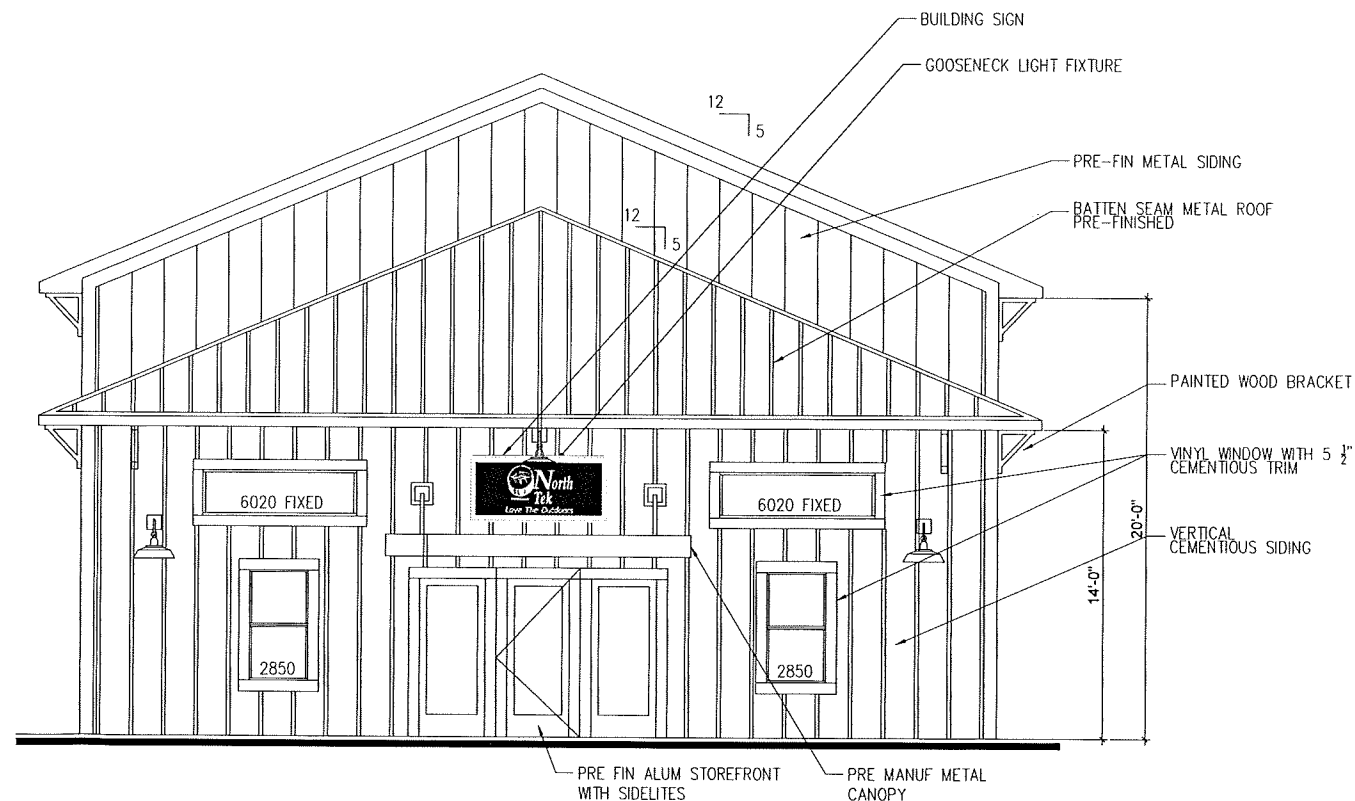 BUILDING SIGN
GOOSENECK LIGHT FIXTURE
12
5
PRE-FIN METAL SIDING
12
5
BATTEN SEAM METAL ROOF
PRE-FINISHED
PAINTED WOOD BRACKET
VINYL WINDOW WITH 5 ½"
CEMENTIOUS TRIM
6020 FIXED
North
Tek
Love The Outdoors
6020 FIXED
VERTICAL
CEMENTIOUS SIDING
20'-0"
14'-0"
2850
2850
PRE FIN ALUM STOREFRONT
WITH SIDELITES
PRE MANUF METAL
CANOPY